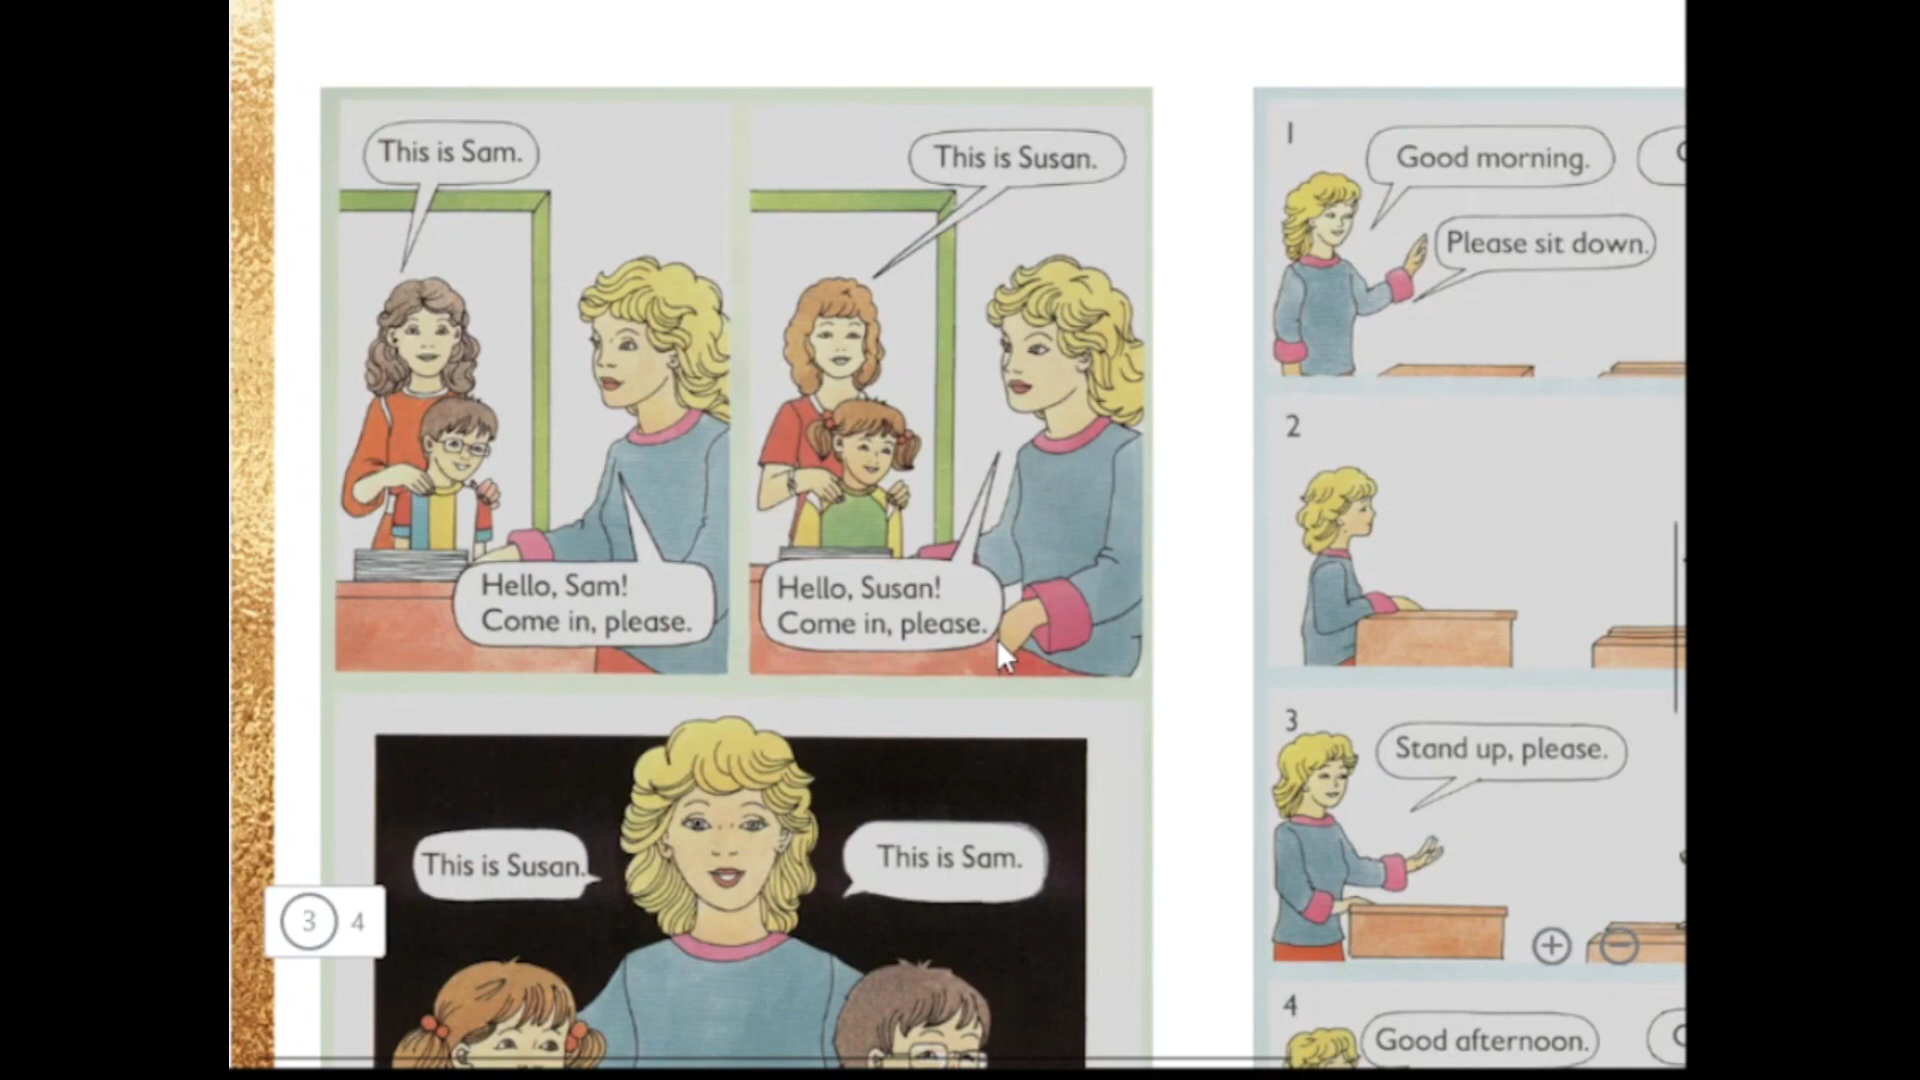 This is Sam.
Hello, Sam!
Come in, please.
This is Susan.
Hello, Susan!
Come in, please.
This is Susan.
This is Sam.
3 4
1
Good morning.
Please sit down.
2
3
Stand up, please.
4
Good afternoon.